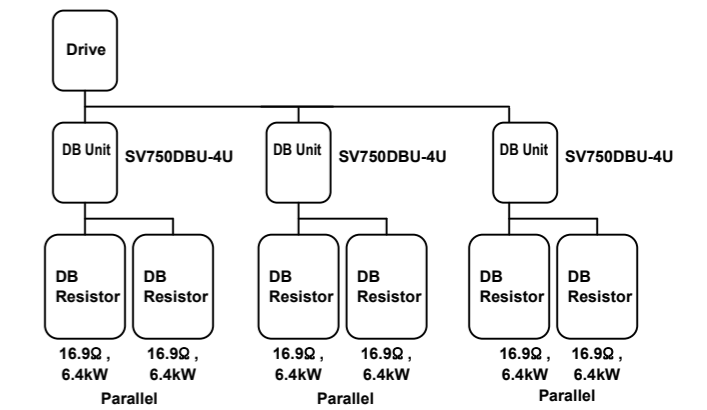 Drive
DB Unit
SV750DBU-4U
DB Unit
SV750DBU-4U
DB Unit
SV750DBU-4U
DB
Resistor
DB
Resistor
DB
Resistor
DB
Resistor
DB
Resistor
DB
Resistor
16.9Ω ,
6.4kW
16.9Ω ,
6.4kW
Parallel
16.9Ω ,
6.4kW
16.9Ω ,
6.4kW
Parallel
16.9Ω ,
6.4kW
16.9Ω ,
6.4kW
Parallel